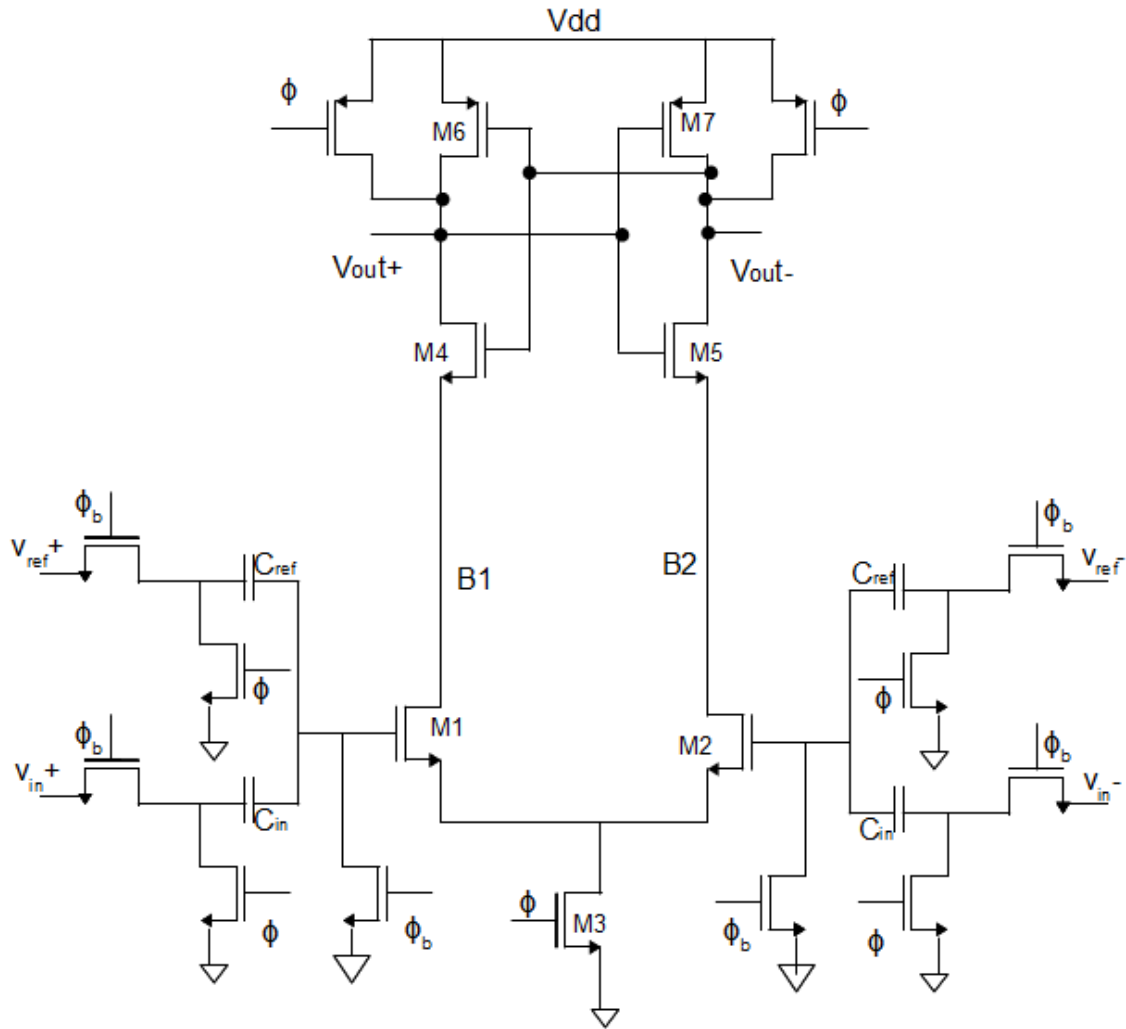 Vdd
ϕ
M6
M7
ϕ
Vout+
Vout-
M4
M5
ϕb
vref+
Cref
B1
B2
Cref
ϕb
vref-
ϕ
ϕ
ϕb
vin+
M1
M2
ϕb
vin-
Cin
Cin
ϕ
ϕb
ϕ
M3
ϕb
ϕ